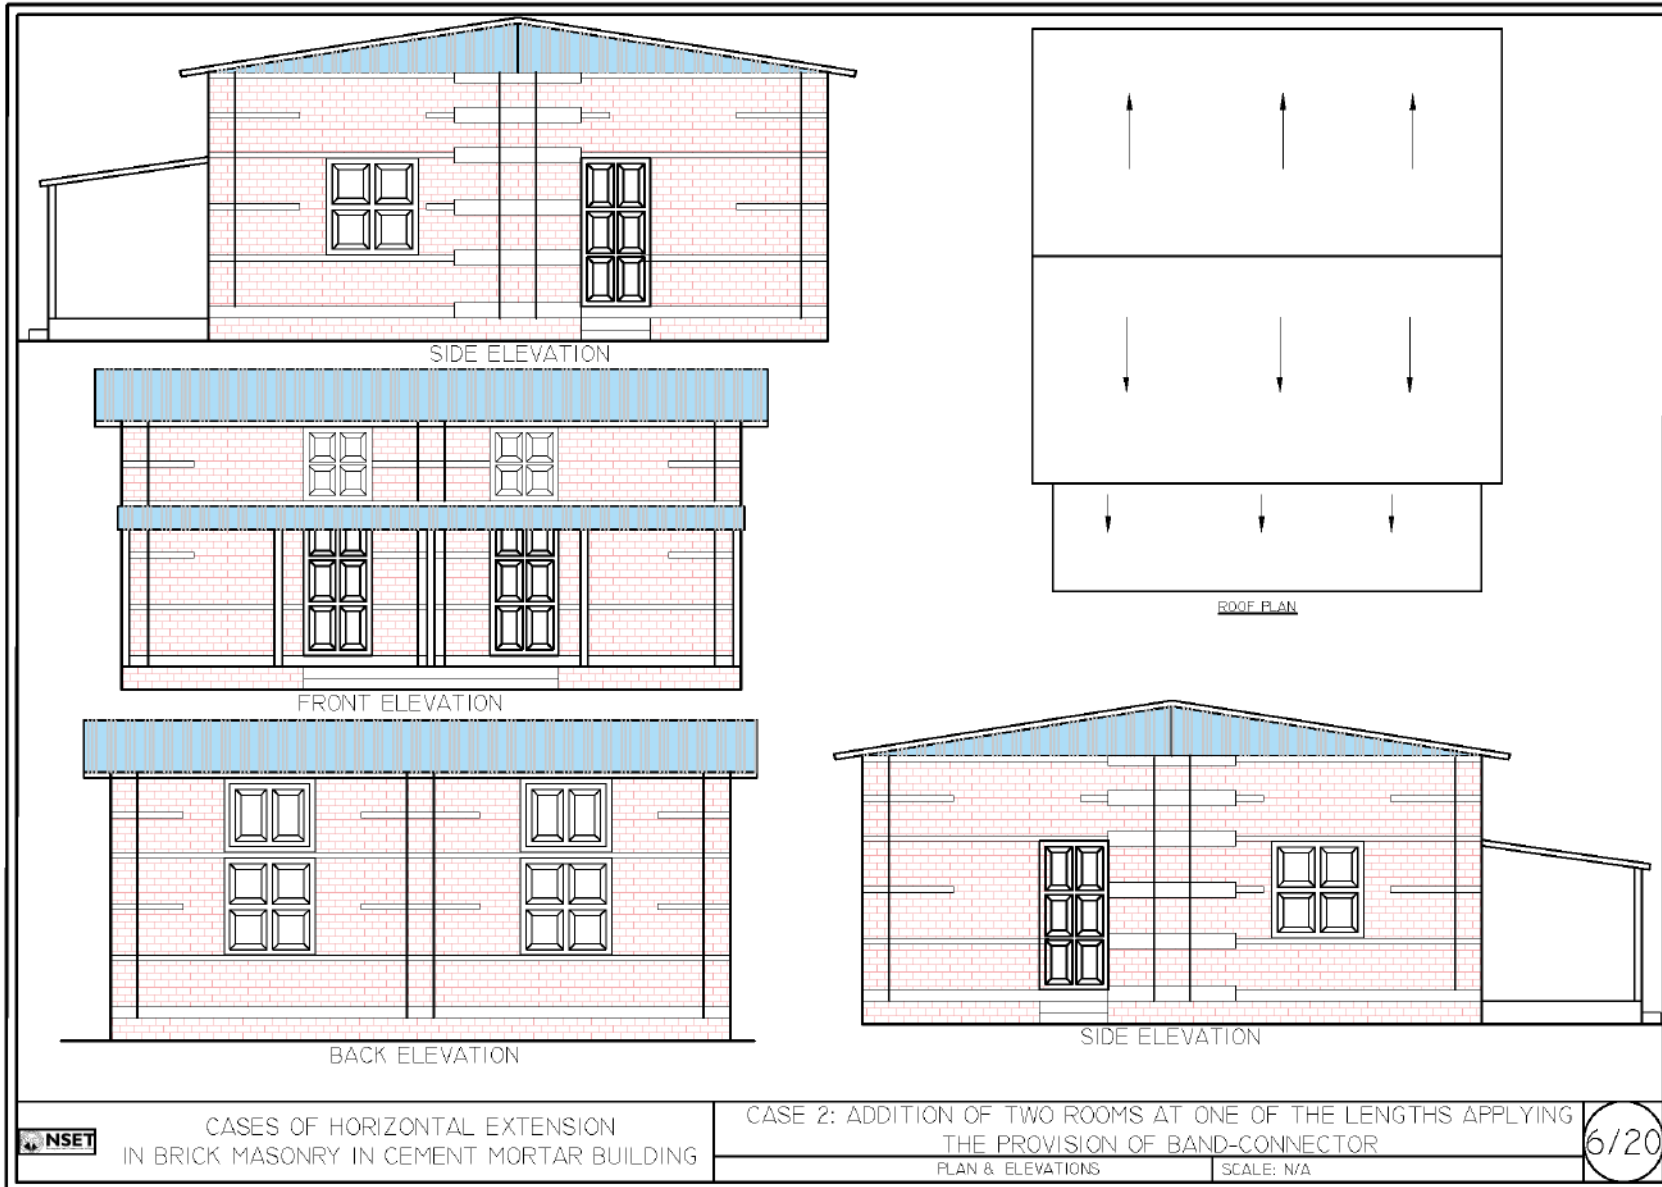 SIDE ELEVATION
ROOF PLAN
FRONT ELEVATION
BACK ELEVATION
SIDE ELEVATION
NSET
CASES OF HORIZONTAL EXTENSION
IN BRICK MASONRY IN CEMENT MORTAR BUILDING
CASE 2: ADDITION OF TWO ROOMS AT ONE OF THE LENGTHS APPLYING
THE PROVISION OF BAND-CONNECTOR
PLAN & ELEVATIONS
SCALE: N/A
6/20